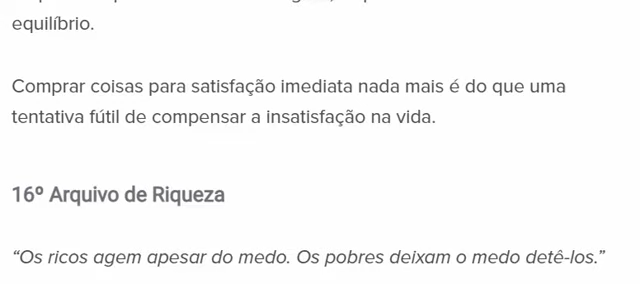 equilíbrio.
Comprar coisas para satisfação imediata nada mais é do que uma
tentativa fútil de compensar a insatisfação na vida.
16º Arquivo de Riqueza
“Os ricos agem apesar do medo. Os pobres deixam o medo detê-los.”